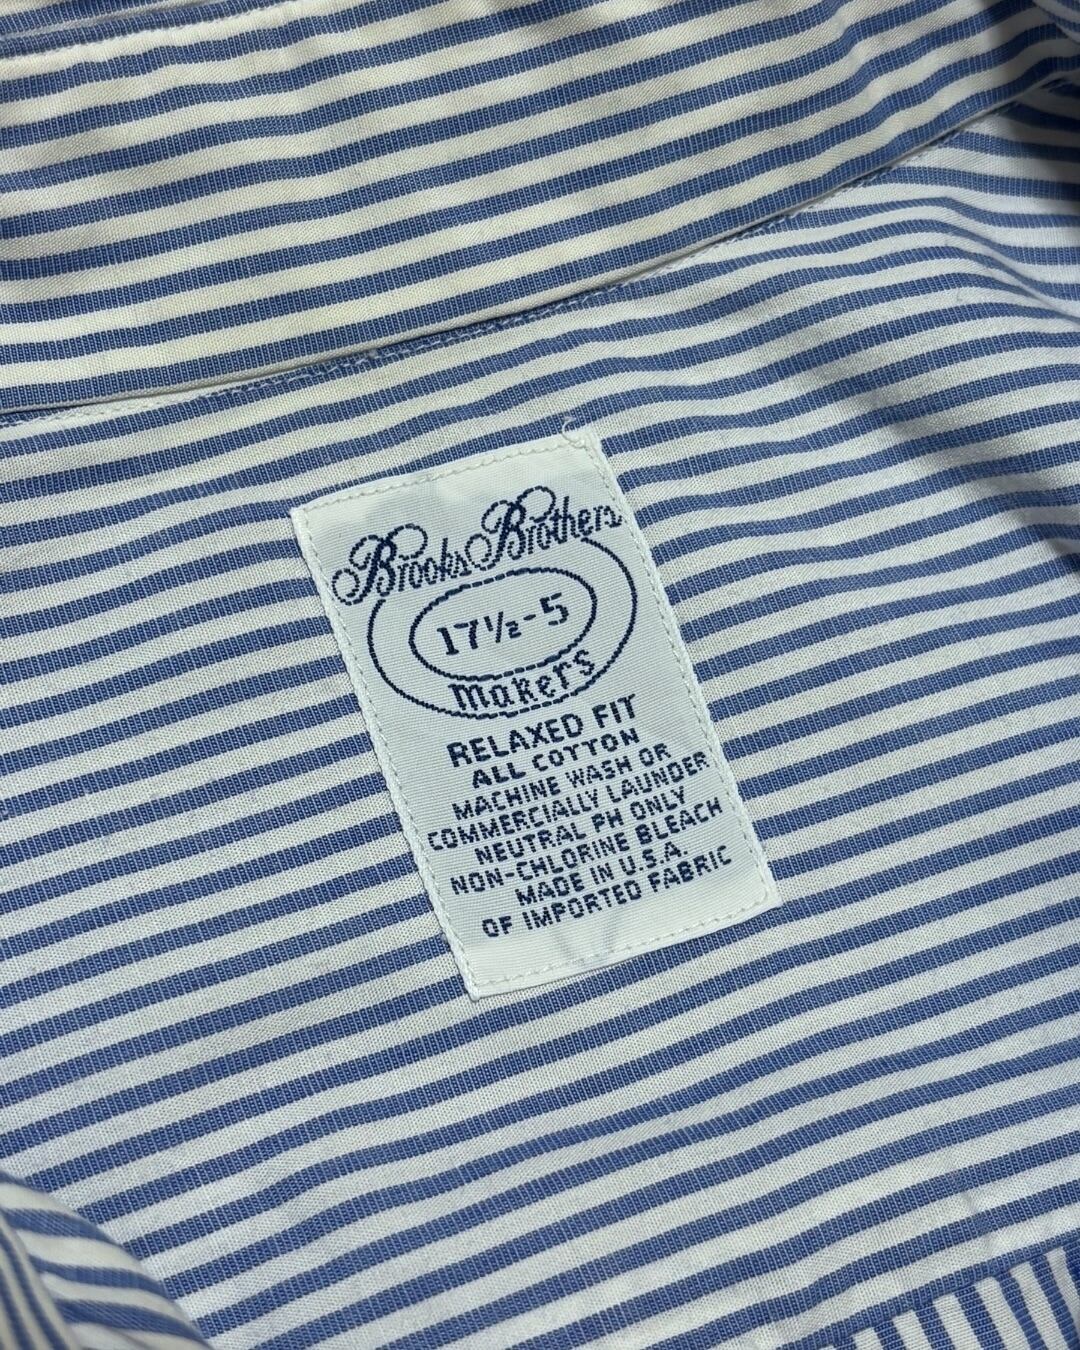 Brooks Brothers
17½-5
Makers
RELAXED FIT
ALL COTTON
MACHINE WASH OR
COMMERCIALLY LAUNDER
NEUTRAL PH ONLY
NON-CHLORINE BLEACH
MADE IN U.S.A.
OF IMPORTED FABRIC